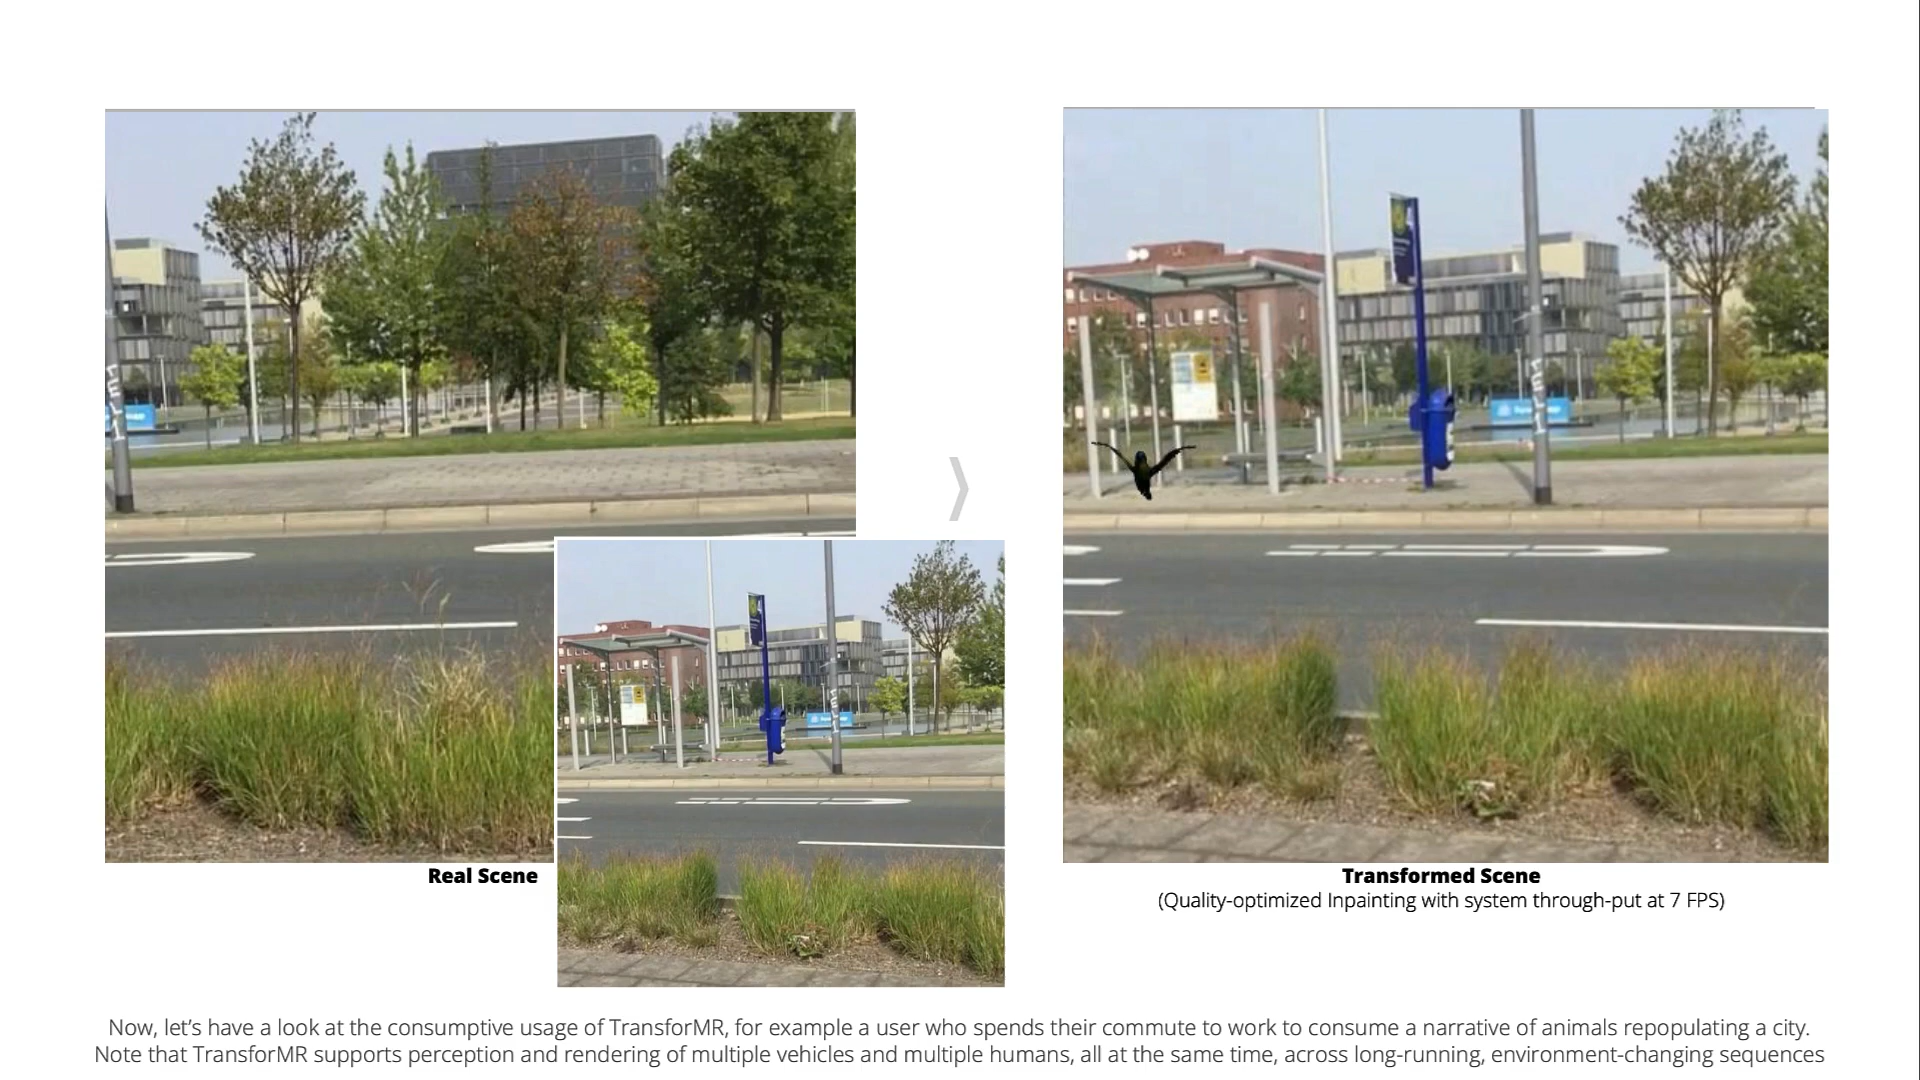 Real Scene
Transformed Scene
(Quality-optimized Inpainting with system through-put at 7 FPS)
Now, let’s have a look at the consumptive usage of TransforMR, for example a user who spends their commute to work to consume a narrative of animals repopulating a city.
Note that TransforMR supports perception and rendering of multiple vehicles and multiple humans, all at the same time, across long-running, environment-changing sequences